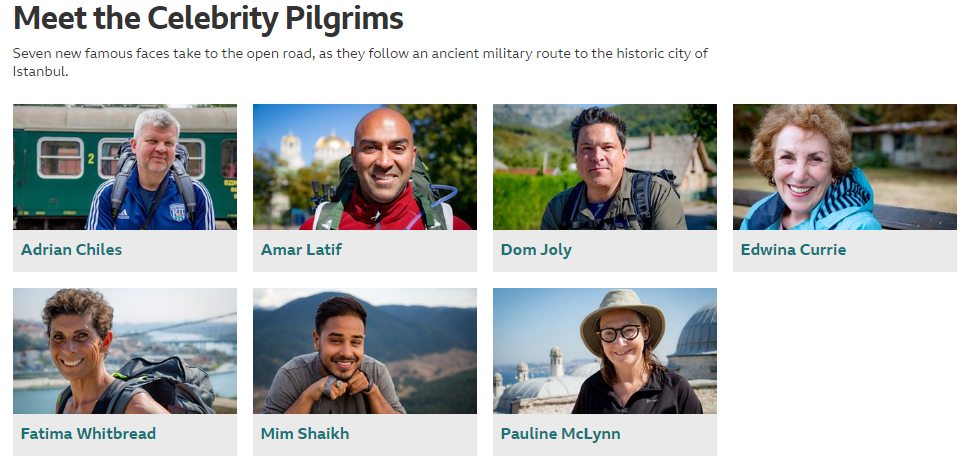 Meet the Celebrity Pilgrims
Seven new famous faces take to the open road, as they follow an ancient military route to the historic city of
Istanbul.
2
Adrian Chiles
Amar Latif
Dom Joly
Edwina Currie
Fatima Whitbread
Mim Shaikh
Pauline McLynn